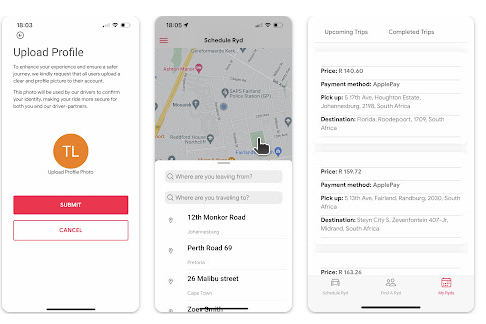 18:03
Upload Profile
To enhance your experience and ensure a safer
journey, we kindly request that all users upload a
clear and profile picture to their account.
This photo will be used by our drivers to confirm
your identity, making your ride more secure for
both you and our driver-partners.
TL
Upload Profile Photo
SUBMIT
CANCEL
18:05
Schedule Ryd
Gereformeerde Kerk
Ashton Manor
SAPS Fairland
Police Station (GP)
Redford House
Northcliff
Fairland
Where are you leaving from?
Where are you traveling to?
12th Monkor Road
Johannesburg
Perth Road 69
Pretoria
26 Malibu street
Cape Town
Zoe Smith
Upcoming Trips Completed Trips
Price: R 140.60
Payment method: ApplePay
Pick up: 5 17th Ave, Houghton Estate,
Johannesburg, 2198, South Africa
Destination: Florida, Roodepoort, 1709, South
Africa
Price: R 159.72
Payment method: ApplePay
Pick up: 5 13th Ave, Fairland, Randburg, 2030, South
Africa
Destination: Steyn City S, Zevenfontein 407-Jr,
Midrand, South Africa
Price: R 163.26
Schedule Ryd Find A Ryd My Ryds